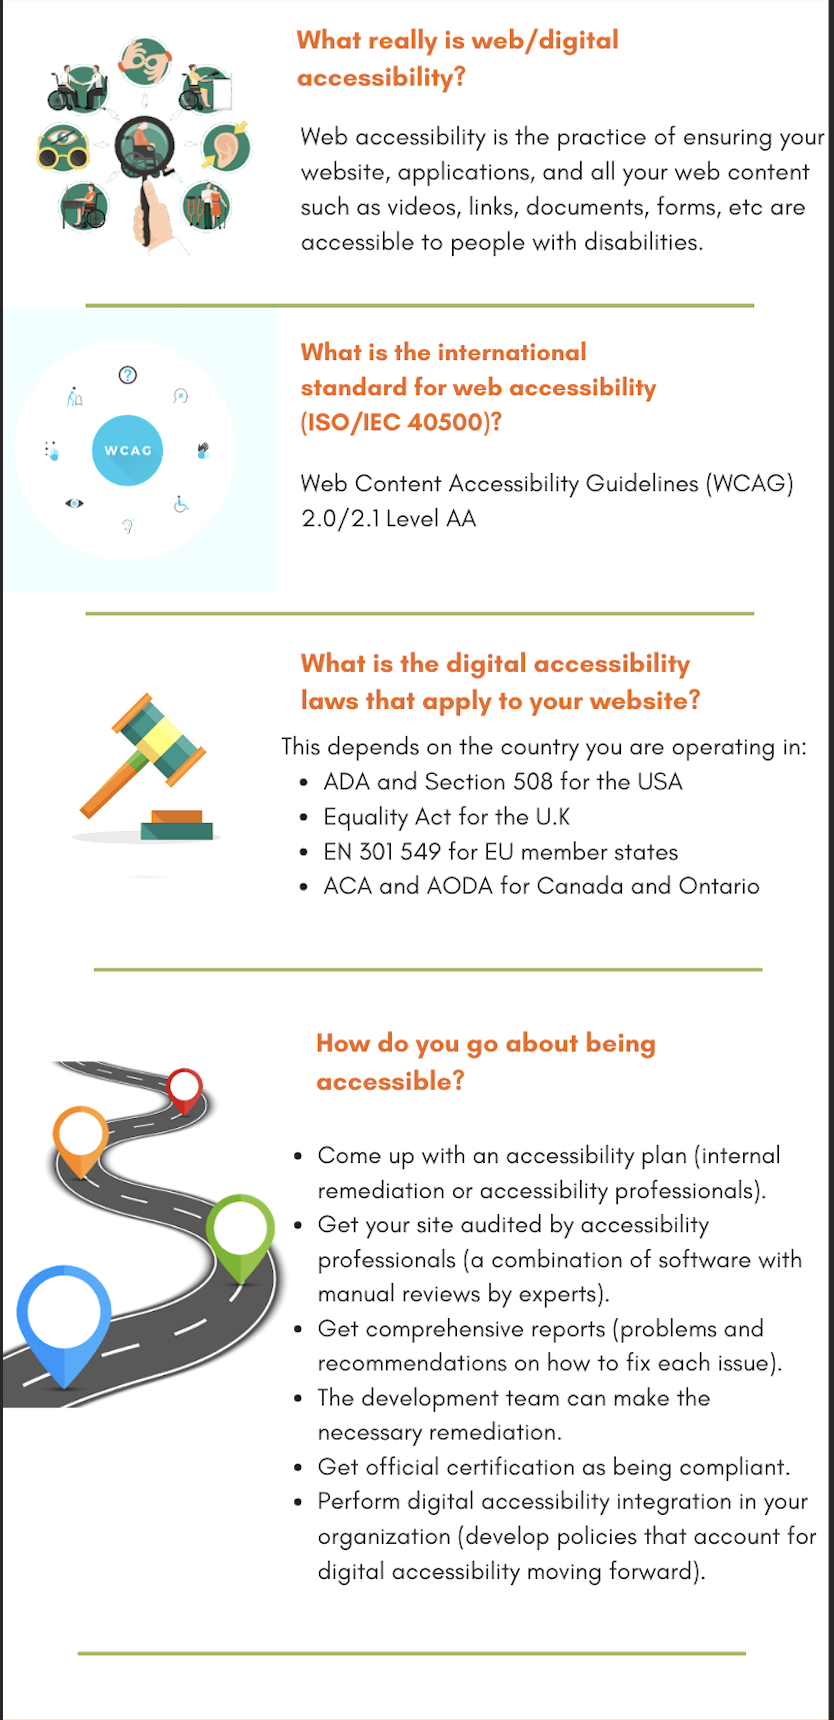 What really is web/digital
accessibility?
Web accessibility is the practice of ensuring your
website, applications, and all your web content
such as videos, links, documents, forms, etc are
accessible to people with disabilities.
WCAG
?
What is the international
standard for web accessibility
(ISO/IEC 40500)?
Web Content Accessibility Guidelines (WCAG)
2.0/2.1 Level AA
What is the digital accessibility
laws that apply to your website?
This depends on the country you are operating in:
• ADA and Section 508 for the USA
• Equality Act for the U.K
• EN 301 549 for EU member states
• ACA and AODA for Canada and Ontario
How do you go about being
accessible?
• Come up with an accessibility plan (internal
remediation or accessibility professionals).
• Get your site audited by accessibility
professionals (a combination of software with
manual reviews by experts).
• Get comprehensive reports (problems and
recommendations on how to fix each issue).
• The development team can make the
necessary remediation.
• Get official certification as being compliant.
• Perform digital accessibility integration in your
organization (develop policies that account for
digital accessibility moving forward).